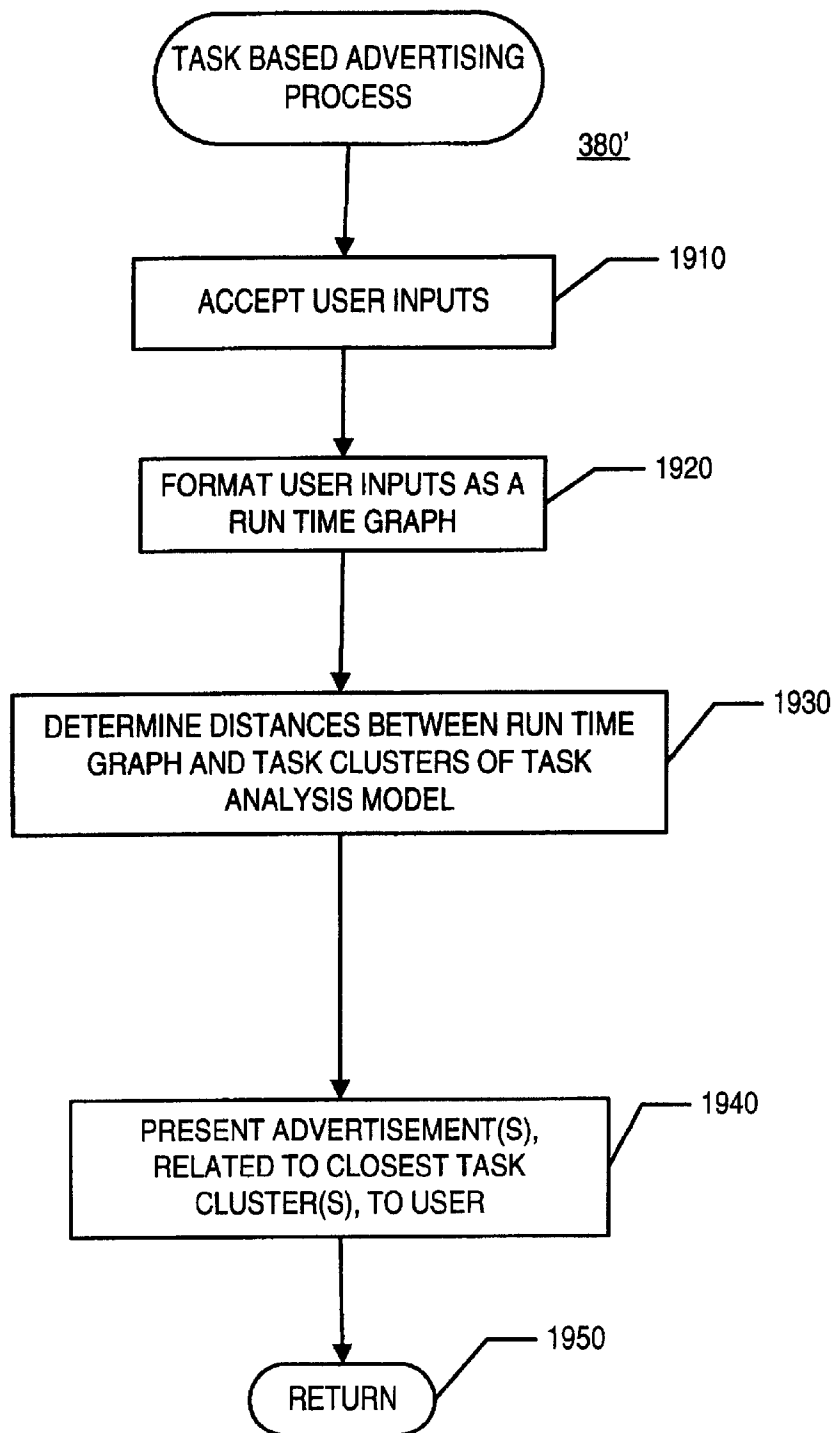 TASK BASED ADVERTISING
PROCESS
380'
1910
ACCEPT USER INPUTS
1920
FORMAT USER INPUTS AS A
RUN TIME GRAPH
1930
DETERMINE DISTANCES BETWEEN RUN TIME
GRAPH AND TASK CLUSTERS OF TASK
ANALYSIS MODEL
1940
PRESENT ADVERTISEMENT(S),
RELATED TO CLOSEST TASK
CLUSTER(S), TO USER
1950
RETURN